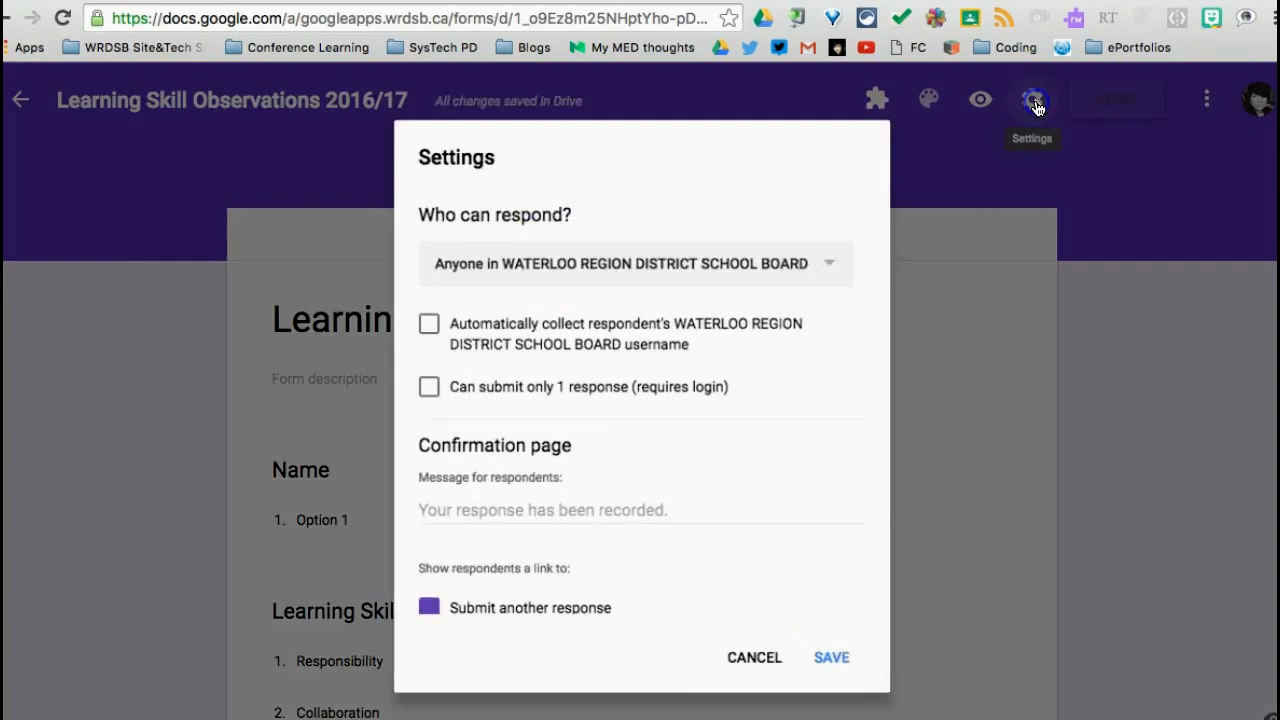 https://docs.google.com/a/googleapps.wrdsb.ca/forms/d/1_o9Ez8m25NHptYho-pD...
RT
Apps WRDSB Site&Tech S Conference Learning SysTech PD Blogs My MED thoughts FC Coding ePortfolios
Learning Skill Observations 2016/17 All changes saved in Drive
Settings
Settings
Who can respond?
Anyone in WATERLOO REGION DISTRICT SCHOOL BOARD
Automatically collect respondent's WATERLOO REGION
DISTRICT SCHOOL BOARD username
Can submit only 1 response (requires login)
Confirmation page
Message for respondents:
Your response has been recorded.
Show respondents a link to:
Submit another response
CANCEL SAVE
Learnin
Form description
Name
1. Option 1
Learning Skil
1. Responsibility
2. Collaboration